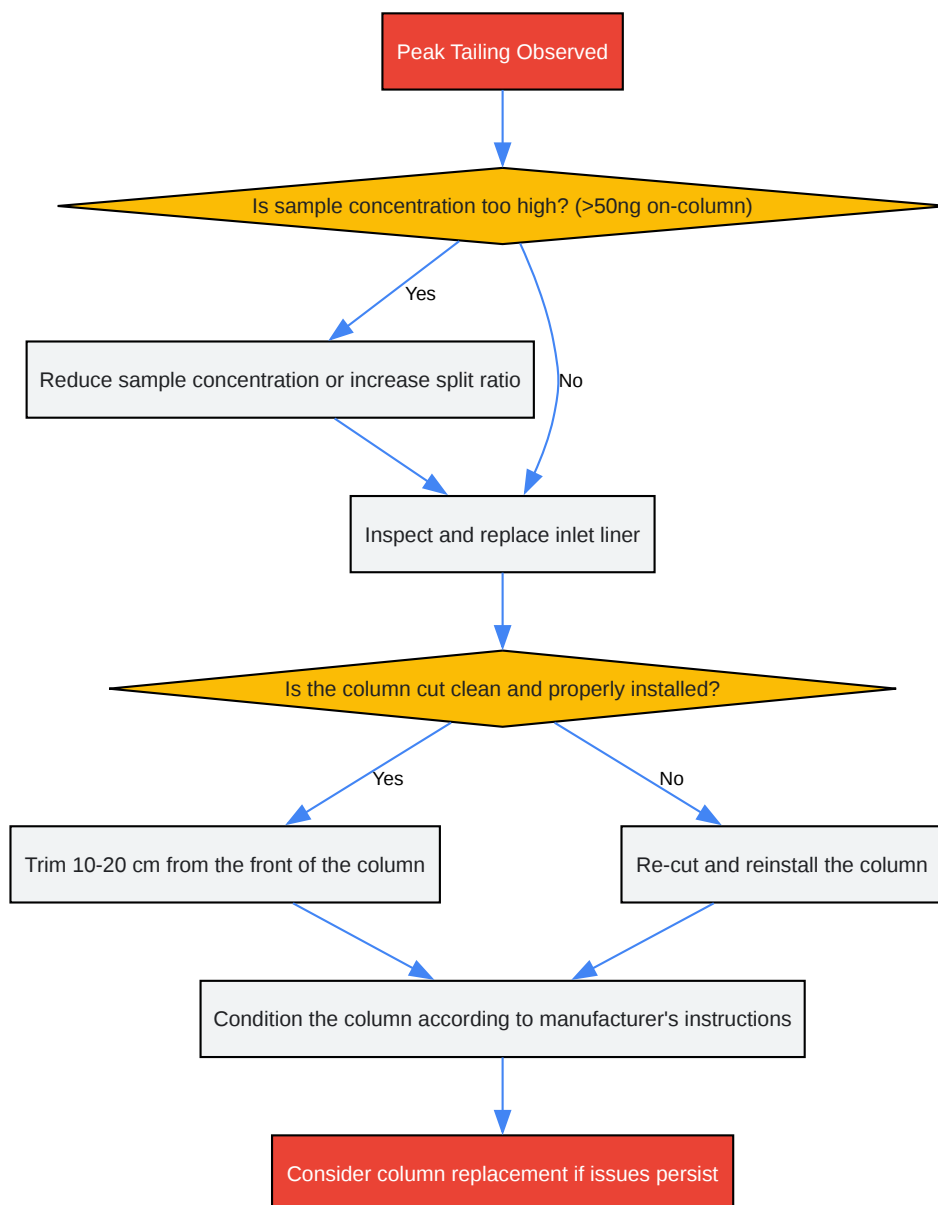 Peak Tailing Observed
Is sample concentration too high? (>50ng on-column)
Yes
Reduce sample concentration or increase split ratio
No
Inspect and replace inlet liner
Is the column cut clean and properly installed?
Yes
No
Trim 10-20 cm from the front of the column
Re-cut and reinstall the column
Condition the column according to manufacturer's instructions
Consider column replacement if issues persist